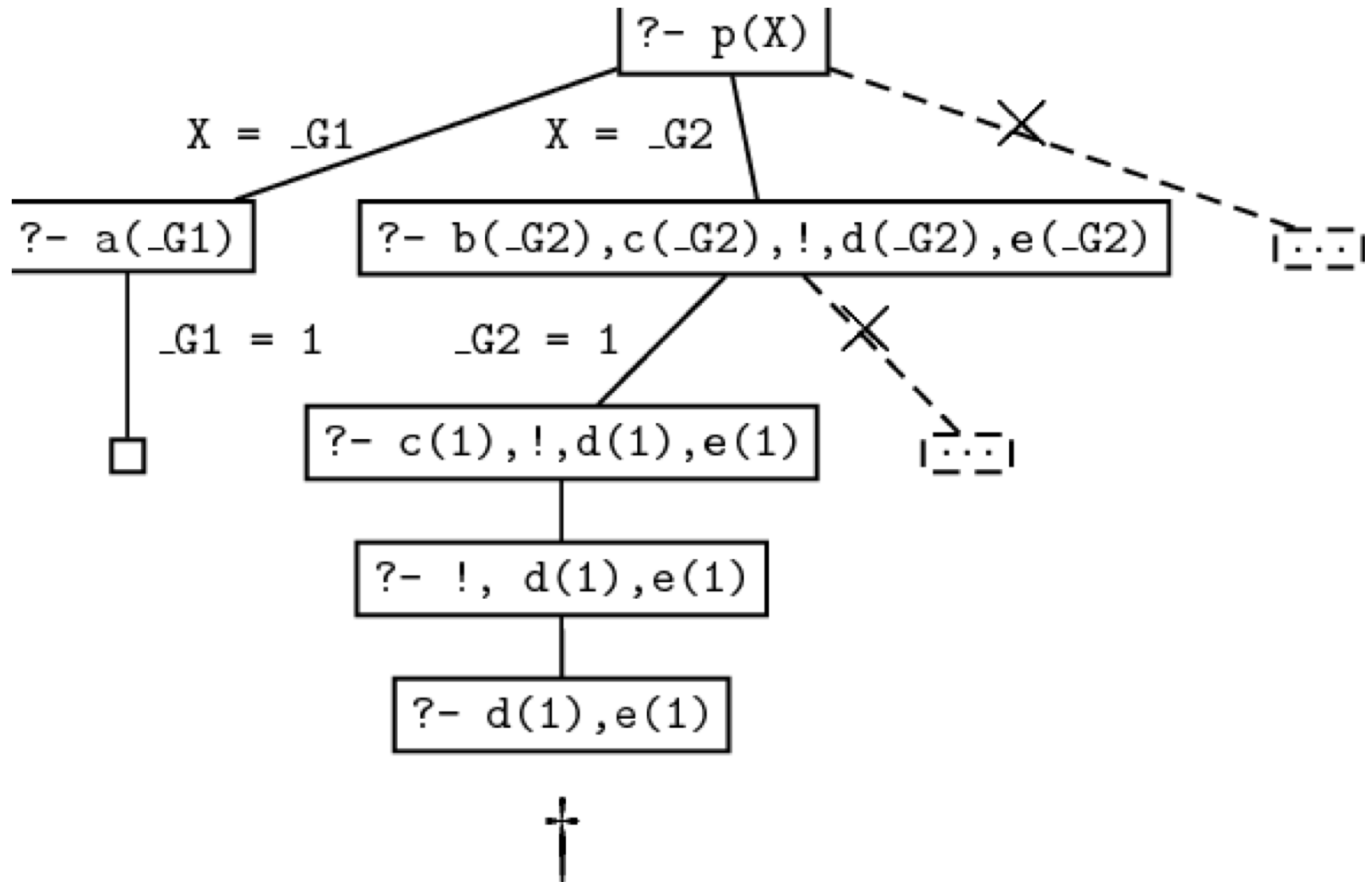 ?- p(X)
X = _G1
X = _G2
?- a(_G1)
?- b(_G2),c(_G2),!,d(_G2),e(_G2)
...
_G1 = 1
_G2 = 1
?- c(1),!,d(1),e(1)
...
?- !, d(1),e(1)
?- d(1),e(1)
†